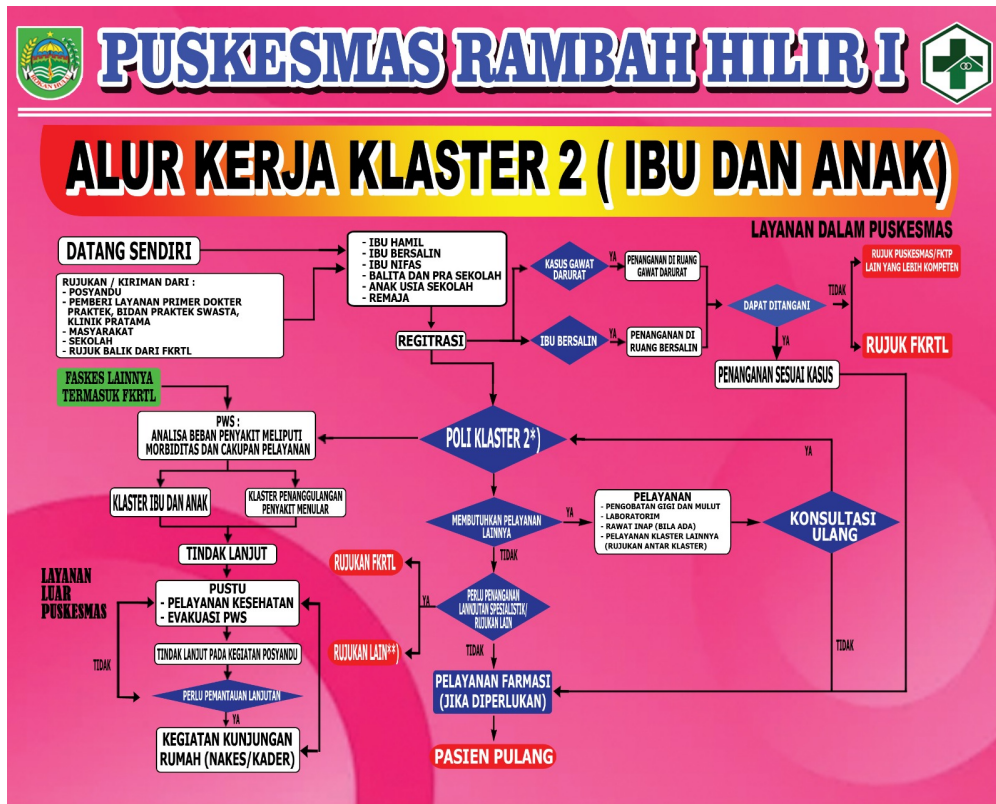 PUSKESMAS RAMBAH HILIR I
ALUR KERJA KLASTER 2 ( IBU DAN ANAK)
LAYANAN DALAM PUSKESMAS
DATANG SENDIRI
RUJUKAN / KIRIMAN DARI :
- POSYANDU
- PEMBERI LAYANAN PRIMER DOKTER
PRAKTEK, BIDAN PRAKTEK SWASTA,
KLINIK PRATAMA
- MASYARAKAT
- SEKOLAH
- RUJUK BALIK DARI FKRTL
- IBU HAMIL
- IBU BERSALIN
- IBU NIFAS
- BALITA DAN PRA SEKOLAH
- ANAK USIA SEKOLAH
- REMAJA
REGITRASI
KASUS GAWAT
DARURAT
YA
PENANGANAN DI RUANG
GAWAT DARURAT
IBU BERSALIN
YA
PENANGANAN DI
RUANG BERSALIN
DAPAT DITANGANI
TIDAK
RUJUK PUSKESMAS/FKTP
LAIN YANG LEBIH KOMPETEN
RUJUK FKRTL
YA
PENANGANAN SESUAI KASUS
FASKES LAINNYA
TERMASUK FKRTL
PWS :
ANALISA BEBAN PENYAKIT MELIPUTI
MORBIDITAS DAN CAKUPAN PELAYANAN
POLI KLASTER 2*)
YA
KLASTER IBU DAN ANAK
KLASTER PENANGGULANGAN
PENYAKIT MENULAR
MEMBUTUHKAN PELAYANAN
LAINNYA
YA
PELAYANAN
- PENGOBATAN GIGI DAN MULUT
- LABORATORIM
- RAWAT INAP (BILA ADA)
- PELAYANAN KLASTER LAINNYA
(RUJUKAN ANTAR KLASTER)
KONSULTASI
ULANG
TINDAK LANJUT
TIDAK
RUJUKAN FKRTL
LAYANAN
LUAR
PUSKESMAS
PUSTU
- PELAYANAN KESEHATAN
- EVAKUASI PWS
YA
PERLU PENANGANAN
LANNJUTAN SPESIALISTIK/
RUJUKAN LAIN
RUJUKAN LAIN**)
TIDAK
TINDAK LANJUT PADA KEGIATAN POSYANDU
TIDAK
TIDAK
PERLU PEMANTAUAN LANJUTAN
YA
PELAYANAN FARMASI
(JIKA DIPERLUKAN)
KEGIATAN KUNJUNGAN
RUMAH (NAKES/KADER)
PASIEN PULANG